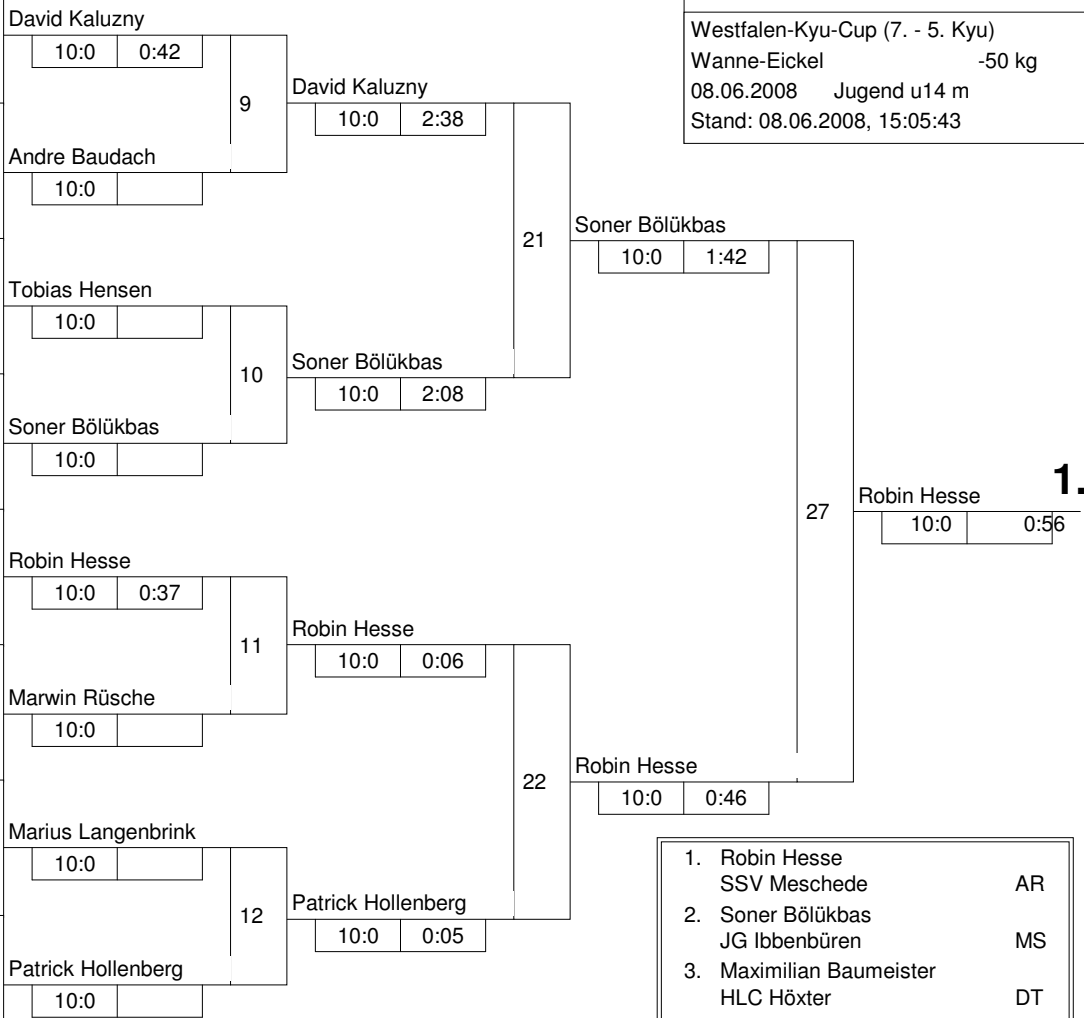 David Kaluzny
10:0 0:42
9
Andre Baudach
10:0
David Kaluzny
10:0 2:38
Tobias Hensen
10:0
10
Soner Bölükbas
10:0
Soner Bölükbas
10:0 2:08
21
Soner Bölükbas
10:0 1:42
Robin Hesse
10:0 0:37
11
Marwin Rüsche
10:0
Robin Hesse
10:0 0:06
Marius Langenbrink
10:0
12
Patrick Hollenberg
10:0
Patrick Hollenberg
10:0 0:05
22
Robin Hesse
10:0 0:46
27
Robin Hesse 1.
10:0 0:56
Westfalen-Kyu-Cup (7. - 5. Kyu)
Wanne-Eickel -50 kg
08.06.2008 Jugend u14 m
Stand: 08.06.2008, 15:05:43
1. Robin Hesse
SSV Meschede AR
2. Soner Bölükbas
JG Ibbenbüren MS
3. Maximilian Baumeister
HLC Höxter DT